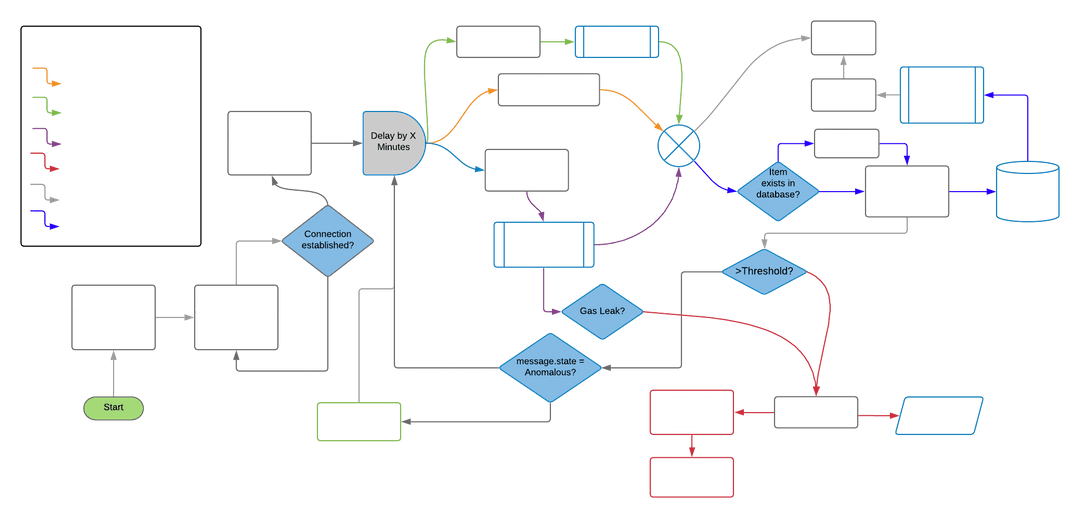 Delay by X
Minutes
Item
exists in
database?
Connection
established?
>Threshold?
Gas Leak?
message.state =
Anomalous?
Start